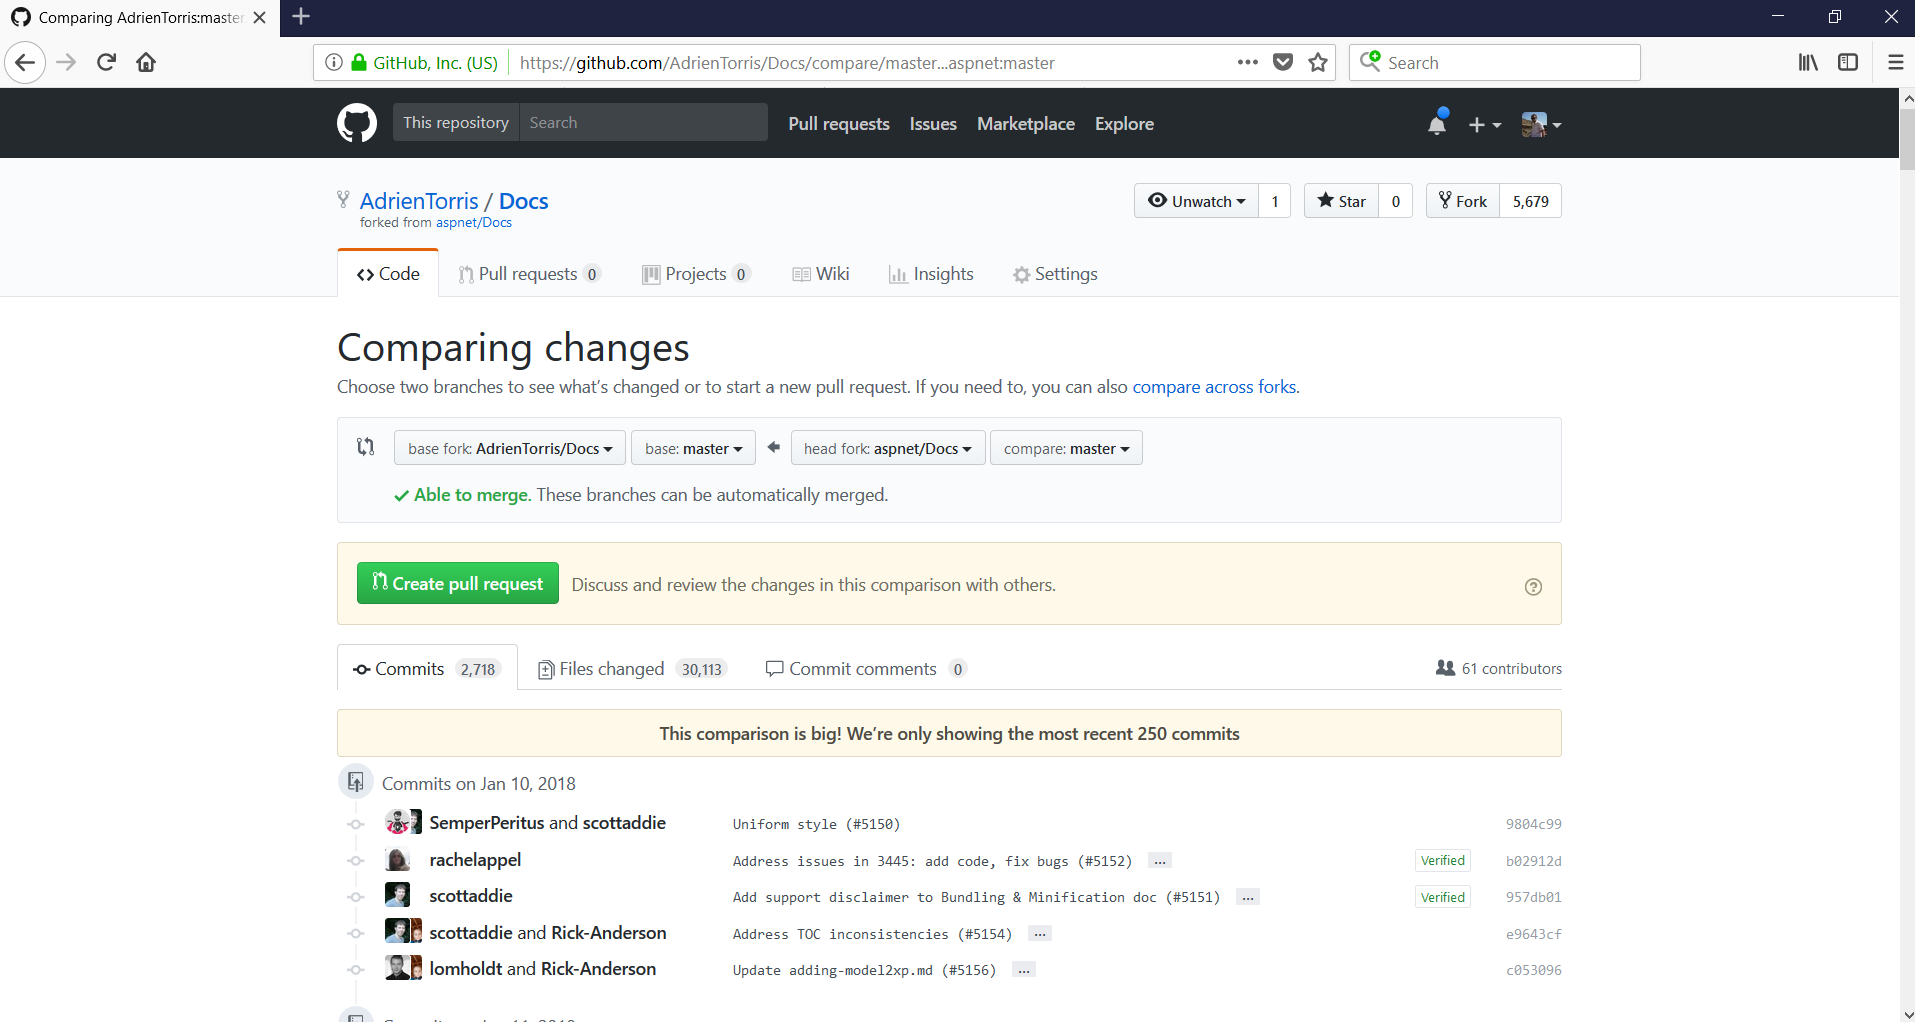 Comparing AdrienTorris:master
GitHub, Inc. (US) https://github.com/AdrienTorris/Docs/compare/master...aspnet:master Search
This repository Search Pull requests Issues Marketplace Explore
AdrienTorris / Docs Unwatch 1 Star 0 Fork 5,679
forked from aspnet/Docs
Code Pull requests 0 Projects 0 Wiki Insights Settings
Comparing changes
Choose two branches to see what's changed or to start a new pull request. If you need to, you can also compare across forks.
base fork: AdrienTorris/Docs base: master head fork: aspnet/Docs compare: master
Able to merge. These branches can be automatically merged.
Create pull request Discuss and review the changes in this comparison with others.
Commits 2,718 Files changed 30,113 Commit comments 0 61 contributors
This comparison is big! We're only showing the most recent 250 commits
Commits on Jan 10, 2018
SemperPeritus and scottaddie Uniform style (#5150) 9804c99
rachelappel Address issues in 3445: add code, fix bugs (#5152) ... Verified b02912d
scottaddie Add support disclaimer to Bundling & Minification doc (#5151) ... Verified 957db01
scottaddie and Rick-Anderson Address TOC inconsistencies (#5154) ... e9643cf
lomholdt and Rick-Anderson Update adding-model2xp.md (#5156) ... c053096